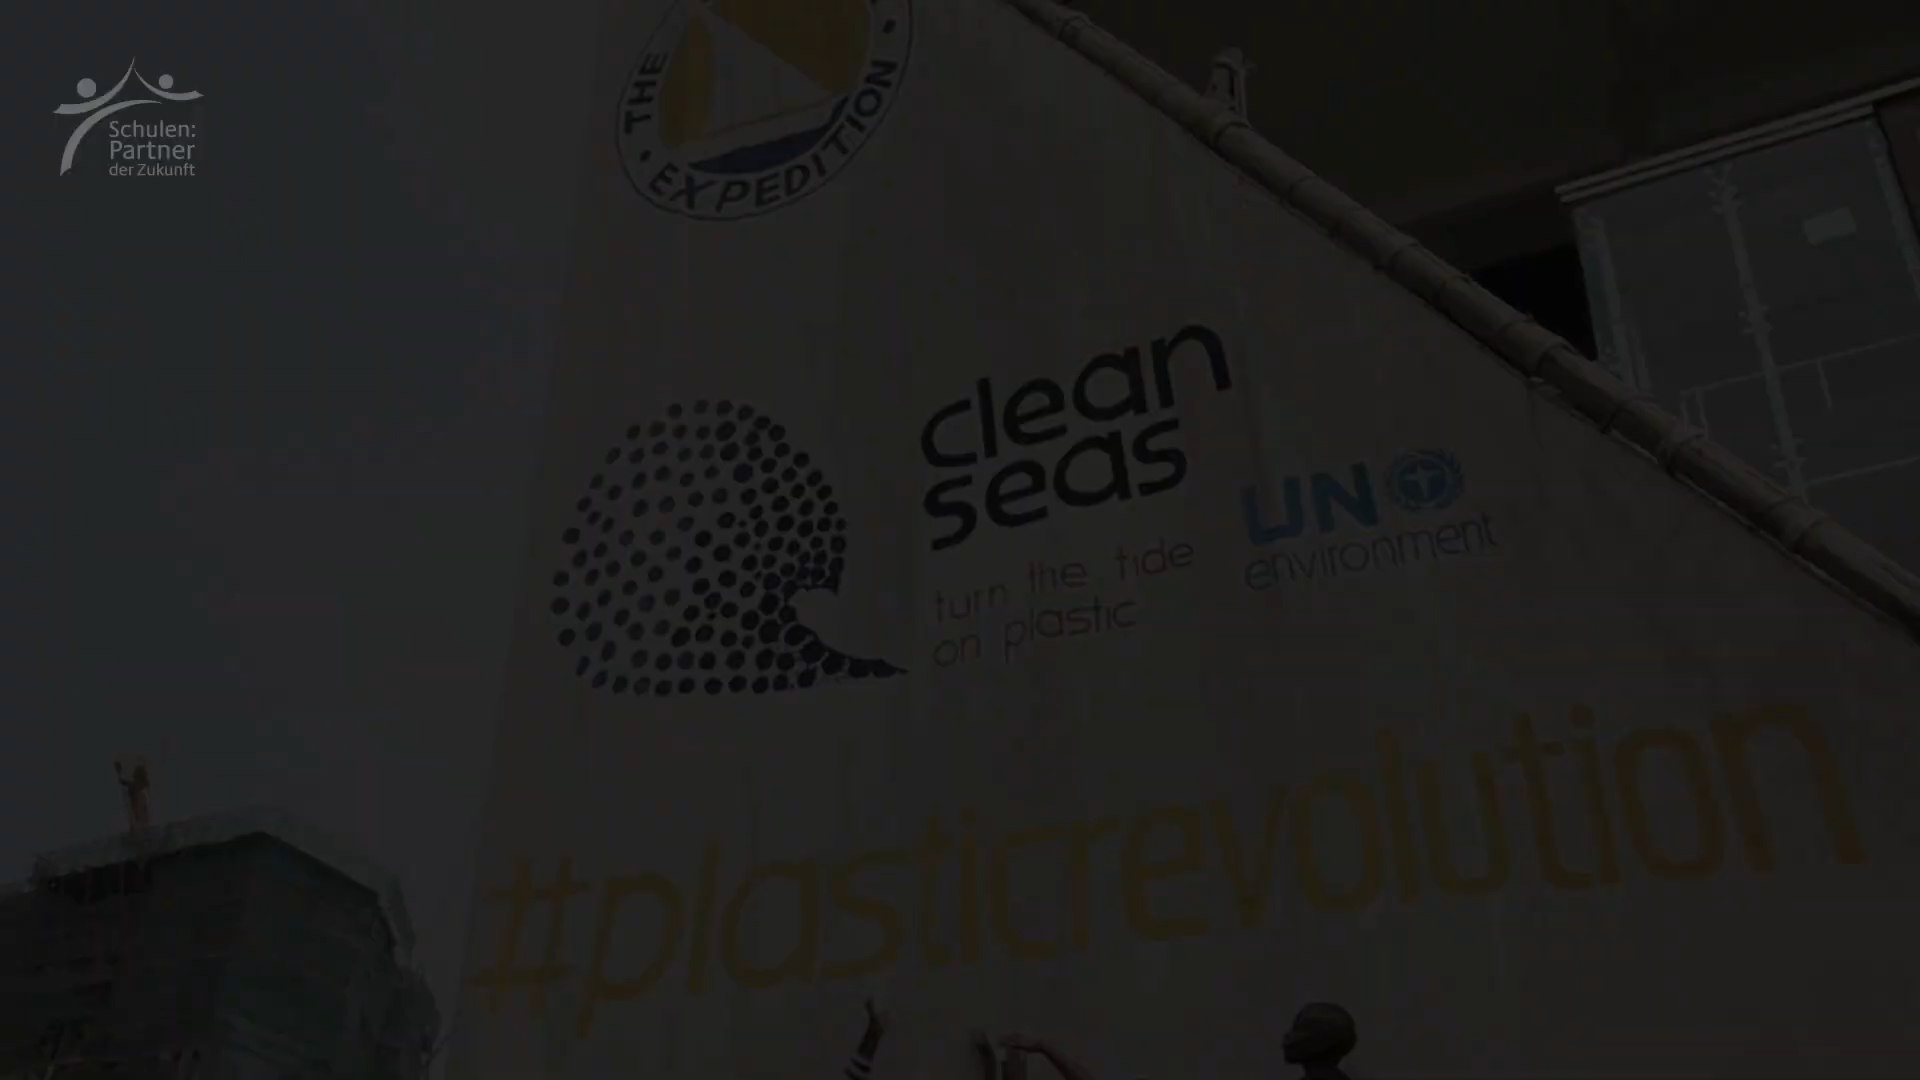 Schulen:
Partner
der Zukunft
THE
EXPEDITION
clean
seas
turn the tide
on plastic
UN
environment
#plasticrevolution